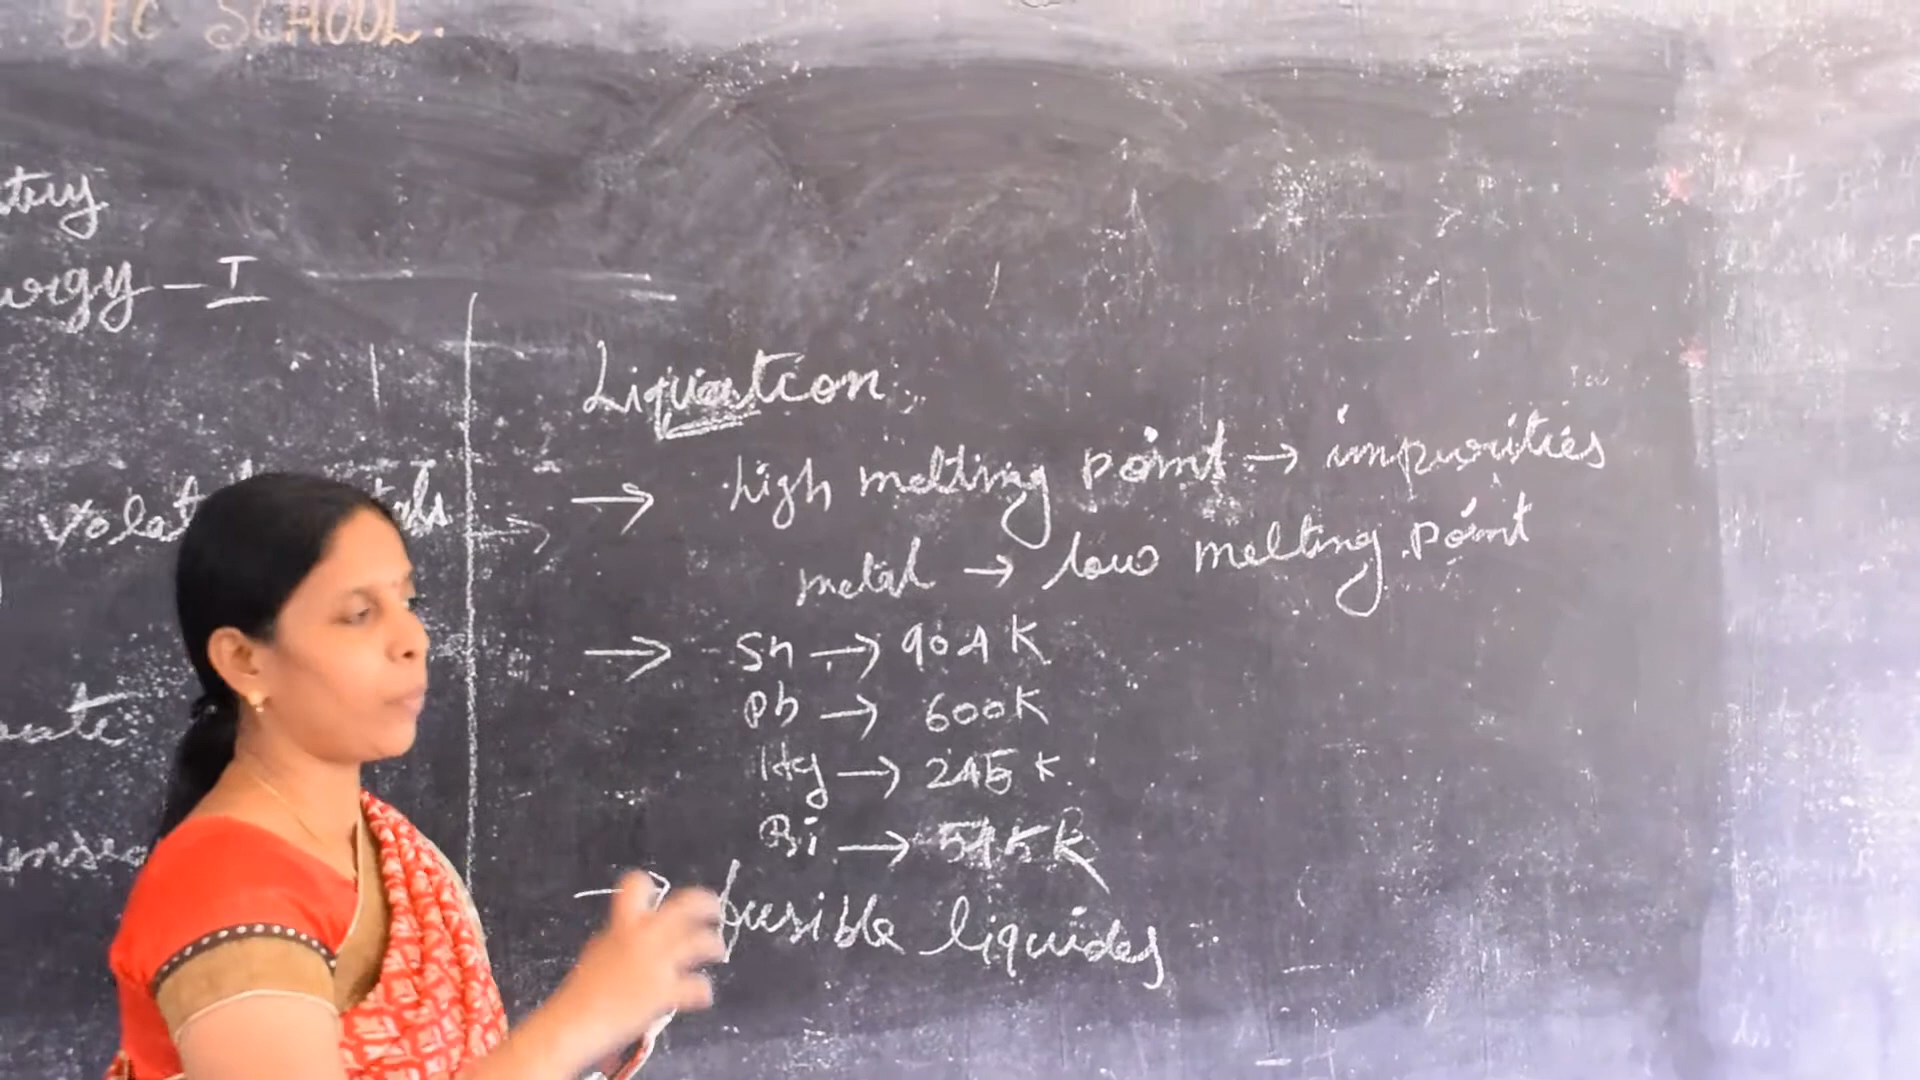 SEC SCHOOL.
urgy - I
Liquation
→ high melting point → impurities
metal → low melting point
→ Sn → 904 K
Pb → 600K
Hg → 245 K
Bi → 545 K
→ fusible liquides